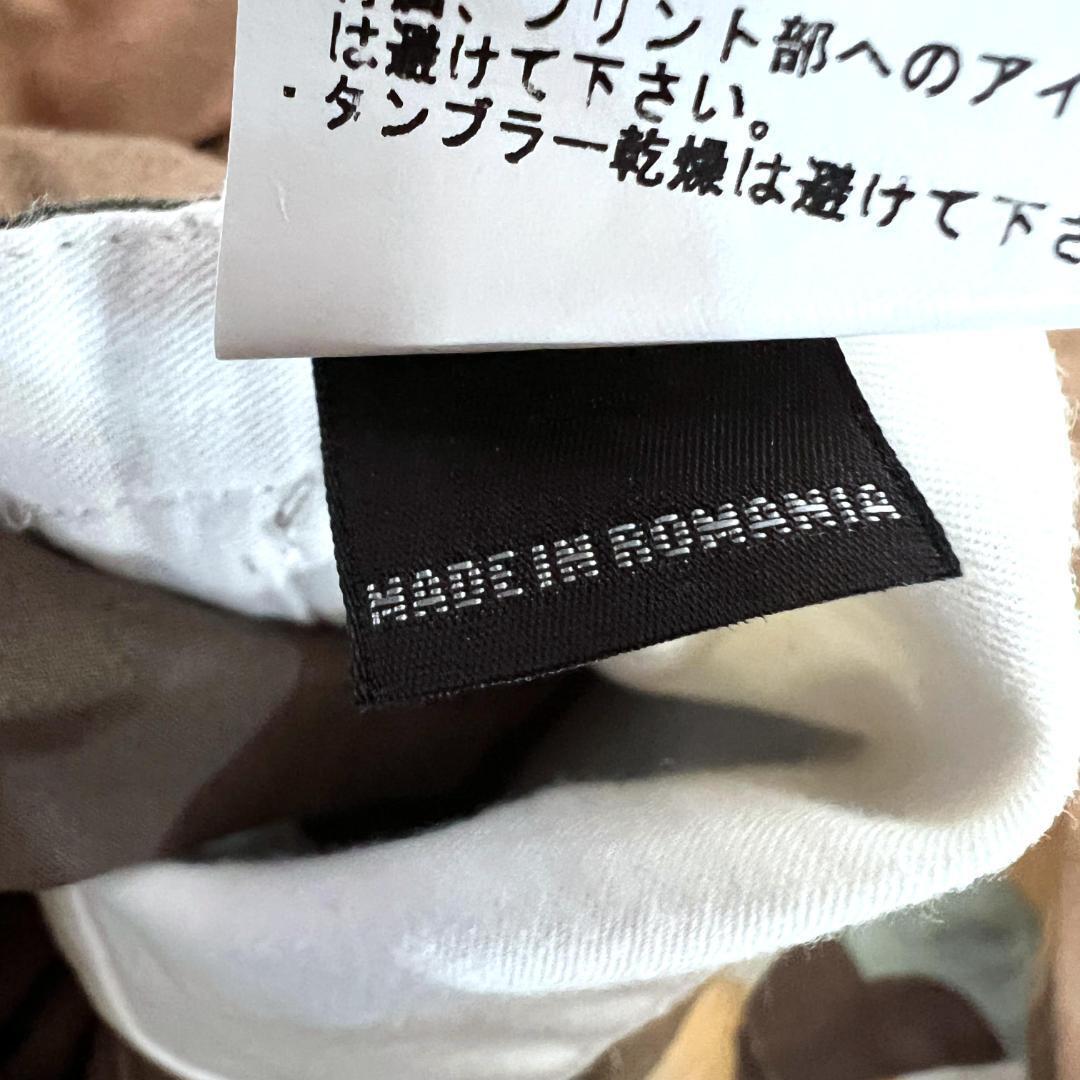 、プリント部へのアイ
は避けて下さい。
・タンブラー乾燥は避けて下さ
MADE IN ROMANIA